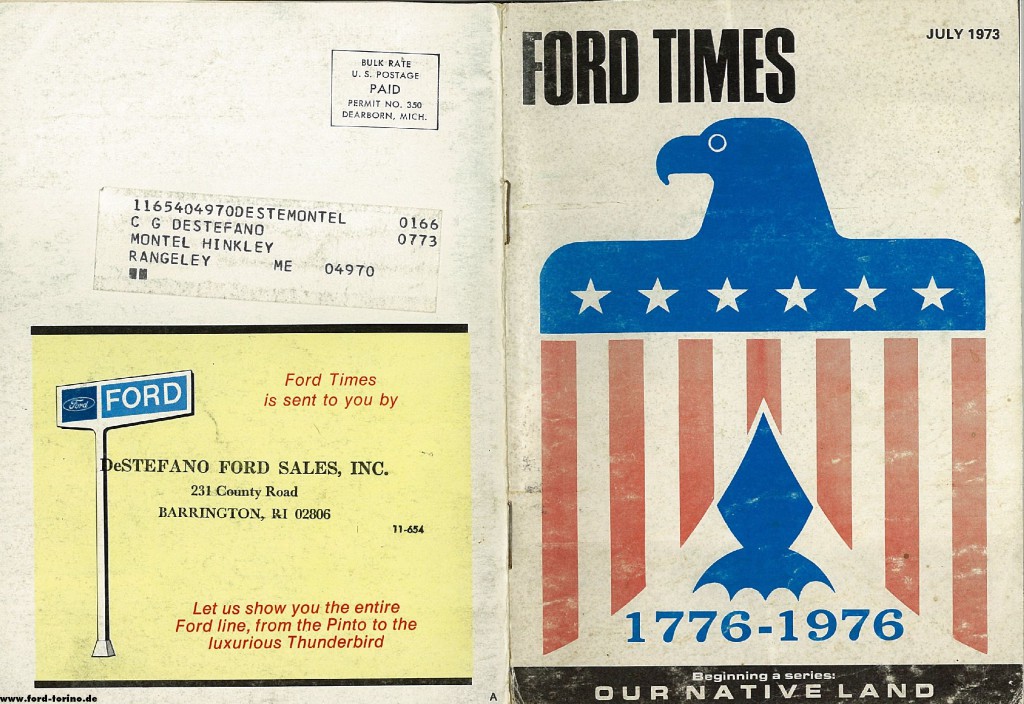 BULK RATE
U. S. POSTAGE
PAID
PERMIT NO. 350
DEARBORN, MICH.
1165404970DESTEMONTEL 0166
C G DESTEFANO 0773
MONTEL HINKLEY
RANGELEY ME 04970
Ford FORD
Ford Times
is sent to you by
DeSTEFANO FORD SALES, INC.
231 County Road
BARRINGTON, RI 02806
11-654
Let us show you the entire
Ford line, from the Pinto to the
luxurious Thunderbird
www.ford-torino.de
A
FORD TIMES
JULY 1973
1776-1976
Beginning a series:
OUR NATIVE LAND